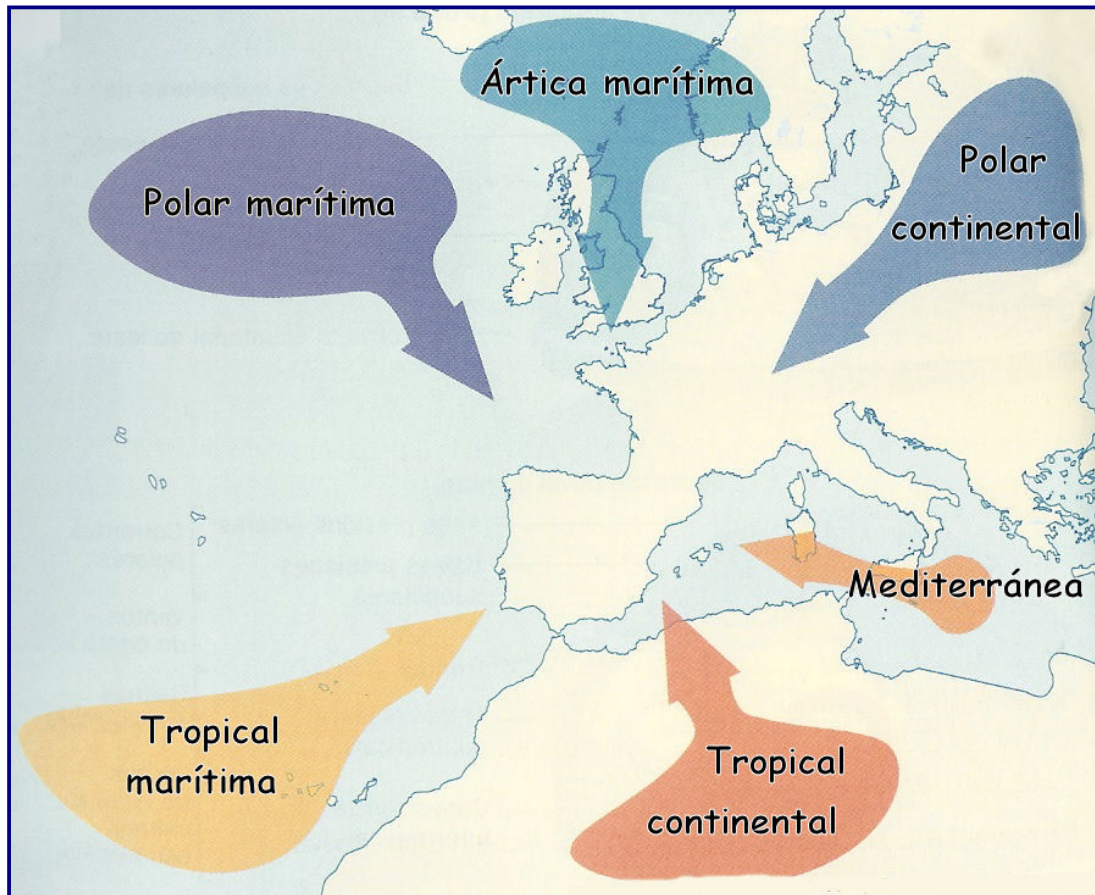 Ártica marítima
Polar marítima
Polar
continental
Mediterránea
Tropical
marítima
Tropical
continental